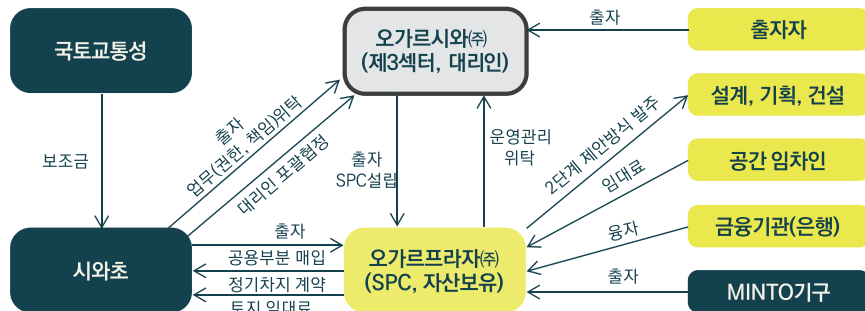 국토교통성
오가르시와㈜
(제3섹터, 대리인)
출자
출자자
설계, 기획, 건설
보조금
출자
업무(권한, 책임)위탁
대리인 포괄협정
출자
SPC설립
운영관리
위탁
2단계 제안방식 발주
임대료
공간 임차인
융자
금융기관(은행)
시와초
출자
공용부분 매입
정기차지 계약
토지 임대료
오가르프라자㈜
(SPC, 자산보유)
출자
MINTO기구